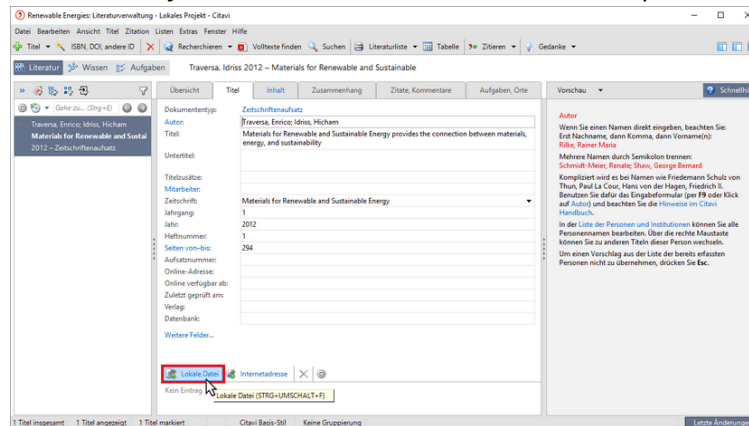 Renewable Energies: Literaturverwaltung - Lokales Projekt - Citavi
Datei Bearbeiten Ansicht Titel Zitation Listen Extras Fenster Hilfe
Titel ISBN, DOI, andere ID Recherchieren Volltexte finden Suchen Literaturliste Tabelle Zitieren Gedanke
Literatur Wissen Aufgaben Traversa, Idriss 2012 – Materials for Renewable and Sustainable
Übersicht Titel Inhalt Zusammenhang Zitate, Kommentare Aufgaben, Orte
Gehe zu... (Strg+E)
Traversa, Enrico; Idriss, Hicham
Materials for Renewable and Sustai
2012 – Zeitschriftenaufsatz
Dokumententyp: Zeitschriftenaufsatz
Autor: Traversa, Enrico; Idriss, Hicham
Titel: Materials for Renewable and Sustainable Energy provides the connection between materials,
energy, and sustainability
Untertitel:
Titelzusätze:
Mitarbeiter:
Zeitschrift: Materials for Renewable and Sustainable Energy
Jahrgang: 1
Jahr: 2012
Heftnummer: 1
Seiten von–bis: 294
Aufsatznummer:
Online-Adresse:
Online verfügbar ab:
Zuletzt geprüft am:
Verlag:
Datenbank:
Weitere Felder...
Lokale Datei Internetadresse
Kein Eintrag
Lokale Datei (STRG+UMSCHALT+F)
Vorschau Schnellhi
Autor
Wenn Sie einen Namen direkt eingeben, beachten Sie:
Erst Nachname, dann Komma, dann Vorname(n):
Rilke, Rainer Maria
Mehrere Namen durch Semikolon trennen:
Schmidt-Meier, Renate; Shaw, George Bernard
Kompliziert wird es bei Namen wie Friedemann Schulz von
Thun, Paul La Cour, Hans von der Hagen, Friedrich II.
Benutzen Sie dafür das Eingabeformular (per F9 oder Klick
auf Autor) und beachten Sie die Hinweise im Citavi
Handbuch.
In der Liste der Personen und Institutionen können Sie alle
Personennamen bearbeiten. Über die rechte Maustaste
können Sie zu anderen Titeln dieser Person wechseln.
Um einen Vorschlag aus der Liste der bereits erfassten
Personen nicht zu übernehmen, drücken Sie Esc.
1 Titel insgesamt 1 Titel angezeigt 1 Titel markiert Citavi Basis-Stil Keine Gruppierung Letzte Änderunge